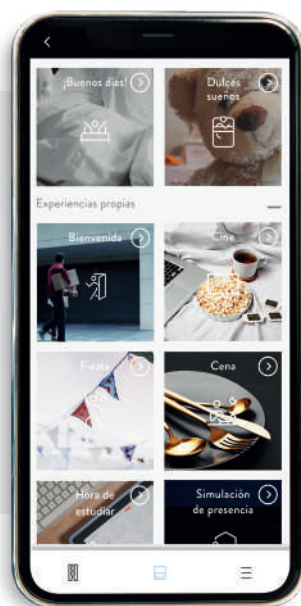 ¡Buenos días!
Dulces
sueños
Experiencias propias
Bienvenida
Cine
Fiesta
Cena
Hora de
estudiar
Simulación
de presencia